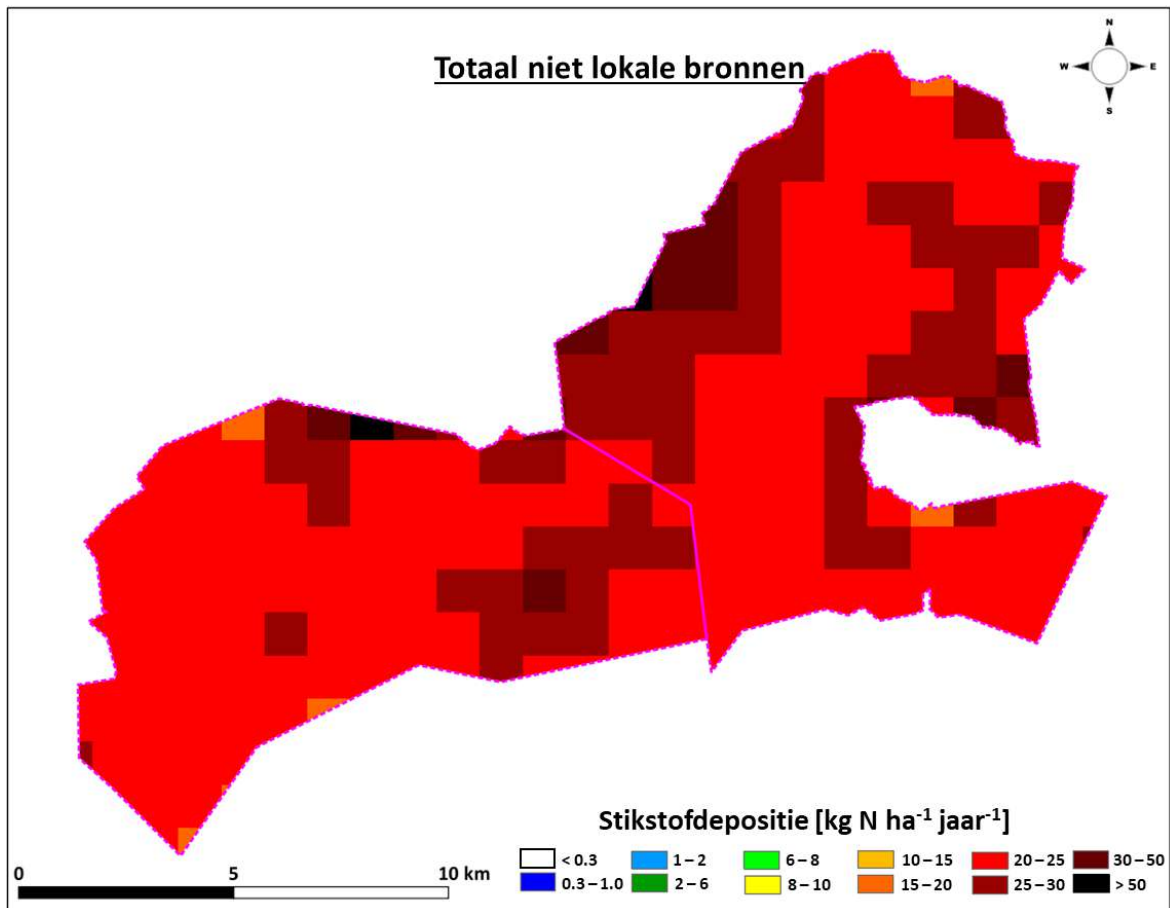 Totaal niet lokale bronnen
N
W E
S
Stikstofdepositie [kg N ha⁻¹ jaar⁻¹]
0 5 10 km
< 0.3 1 – 2 6 – 8 10 – 15 20 – 25 30 – 50
0.3 – 1.0 2 – 6 8 – 10 15 – 20 25 – 30 > 50